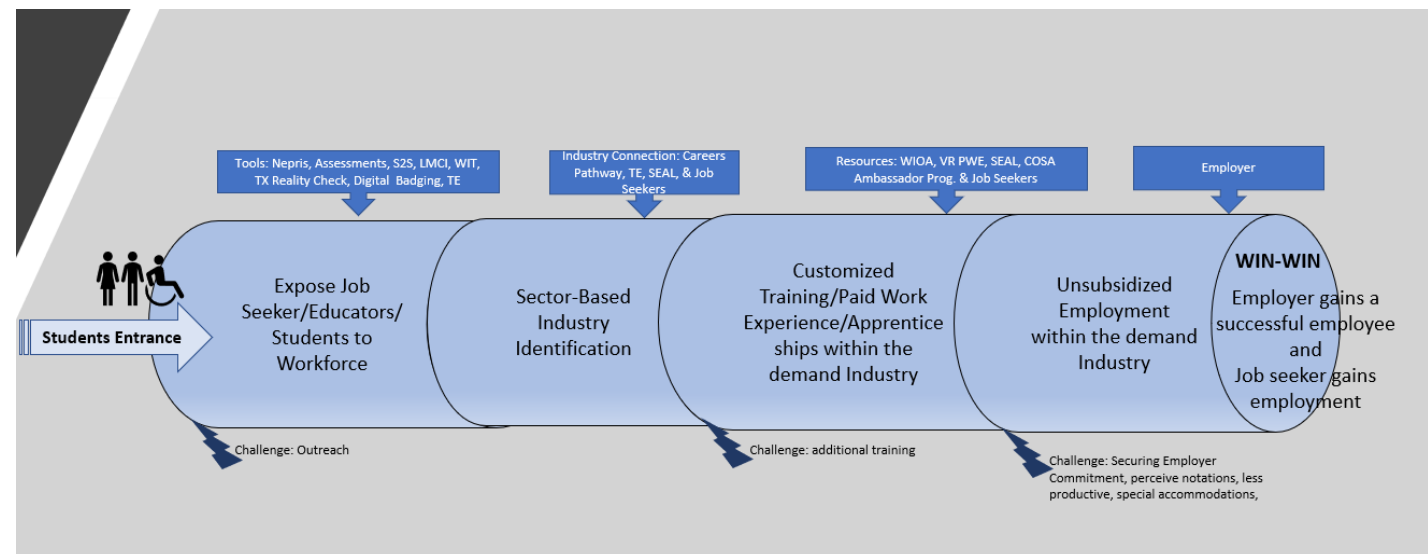 Tools: Nepris, Assessments, S2S, LMCI, WIT,
TX Reality Check, Digital Badging, TE
Industry Connection: Careers
Pathway, TE, SEAL, & Job
Seekers
Resources: WIOA, VR PWE, SEAL, COSA
Ambassador Prog. & Job Seekers
Employer
Students Entrance
Expose Job
Seeker/Educators/
Students to
Workforce
Sector-Based
Industry
Identification
Customized
Training/Paid Work
Experience/Apprentice
ships within the
demand Industry
Unsubsidized
Employment
within the demand
Industry
WIN-WIN
Employer gains a
successful employee
and
Job seeker gains
employment
Challenge: Outreach
Challenge: additional training
Challenge: Securing Employer
Commitment, perceive notations, less
productive, special accommodations,